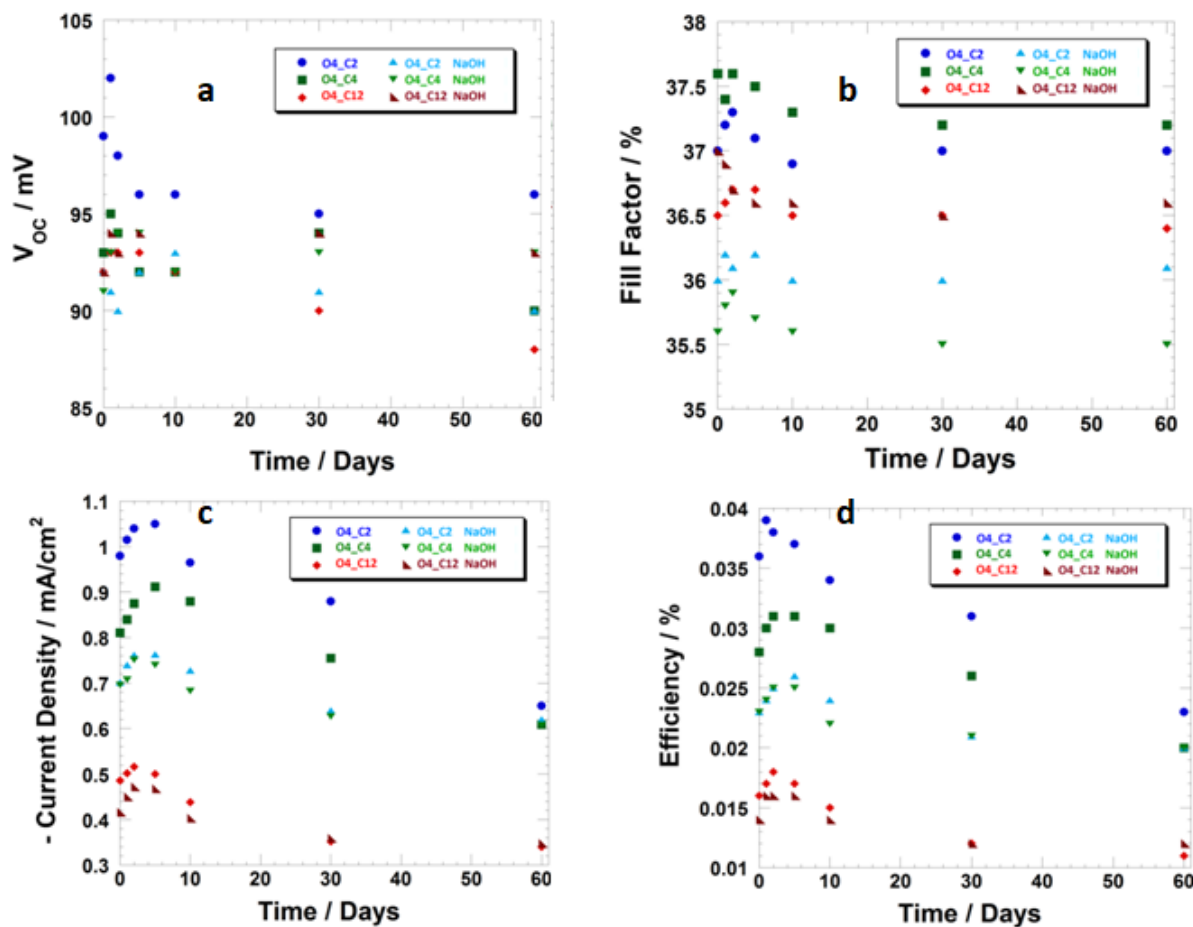 a
V_OC / mV
105
100
95
90
85
O4_C2 O4_C2 NaOH
O4_C4 O4_C4 NaOH
O4_C12 O4_C12 NaOH
0 10 20 30 40 50 60
Time / Days
b
Fill Factor / %
38
37.5
37
36.5
36
35.5
35
O4_C2 O4_C2 NaOH
O4_C4 O4_C4 NaOH
O4_C12 O4_C12 NaOH
0 10 20 30 40 50 60
Time / Days
c
- Current Density / mA/cm²
1.1
1
0.9
0.8
0.7
0.6
0.5
0.4
0.3
O4_C2 O4_C2 NaOH
O4_C4 O4_C4 NaOH
O4_C12 O4_C12 NaOH
0 10 20 30 40 50 60
Time / Days
d
Efficiency / %
0.04
0.035
0.03
0.025
0.02
0.015
0.01
O4_C2 O4_C2 NaOH
O4_C4 O4_C4 NaOH
O4_C12 O4_C12 NaOH
0 10 20 30 40 50 60
Time / Days